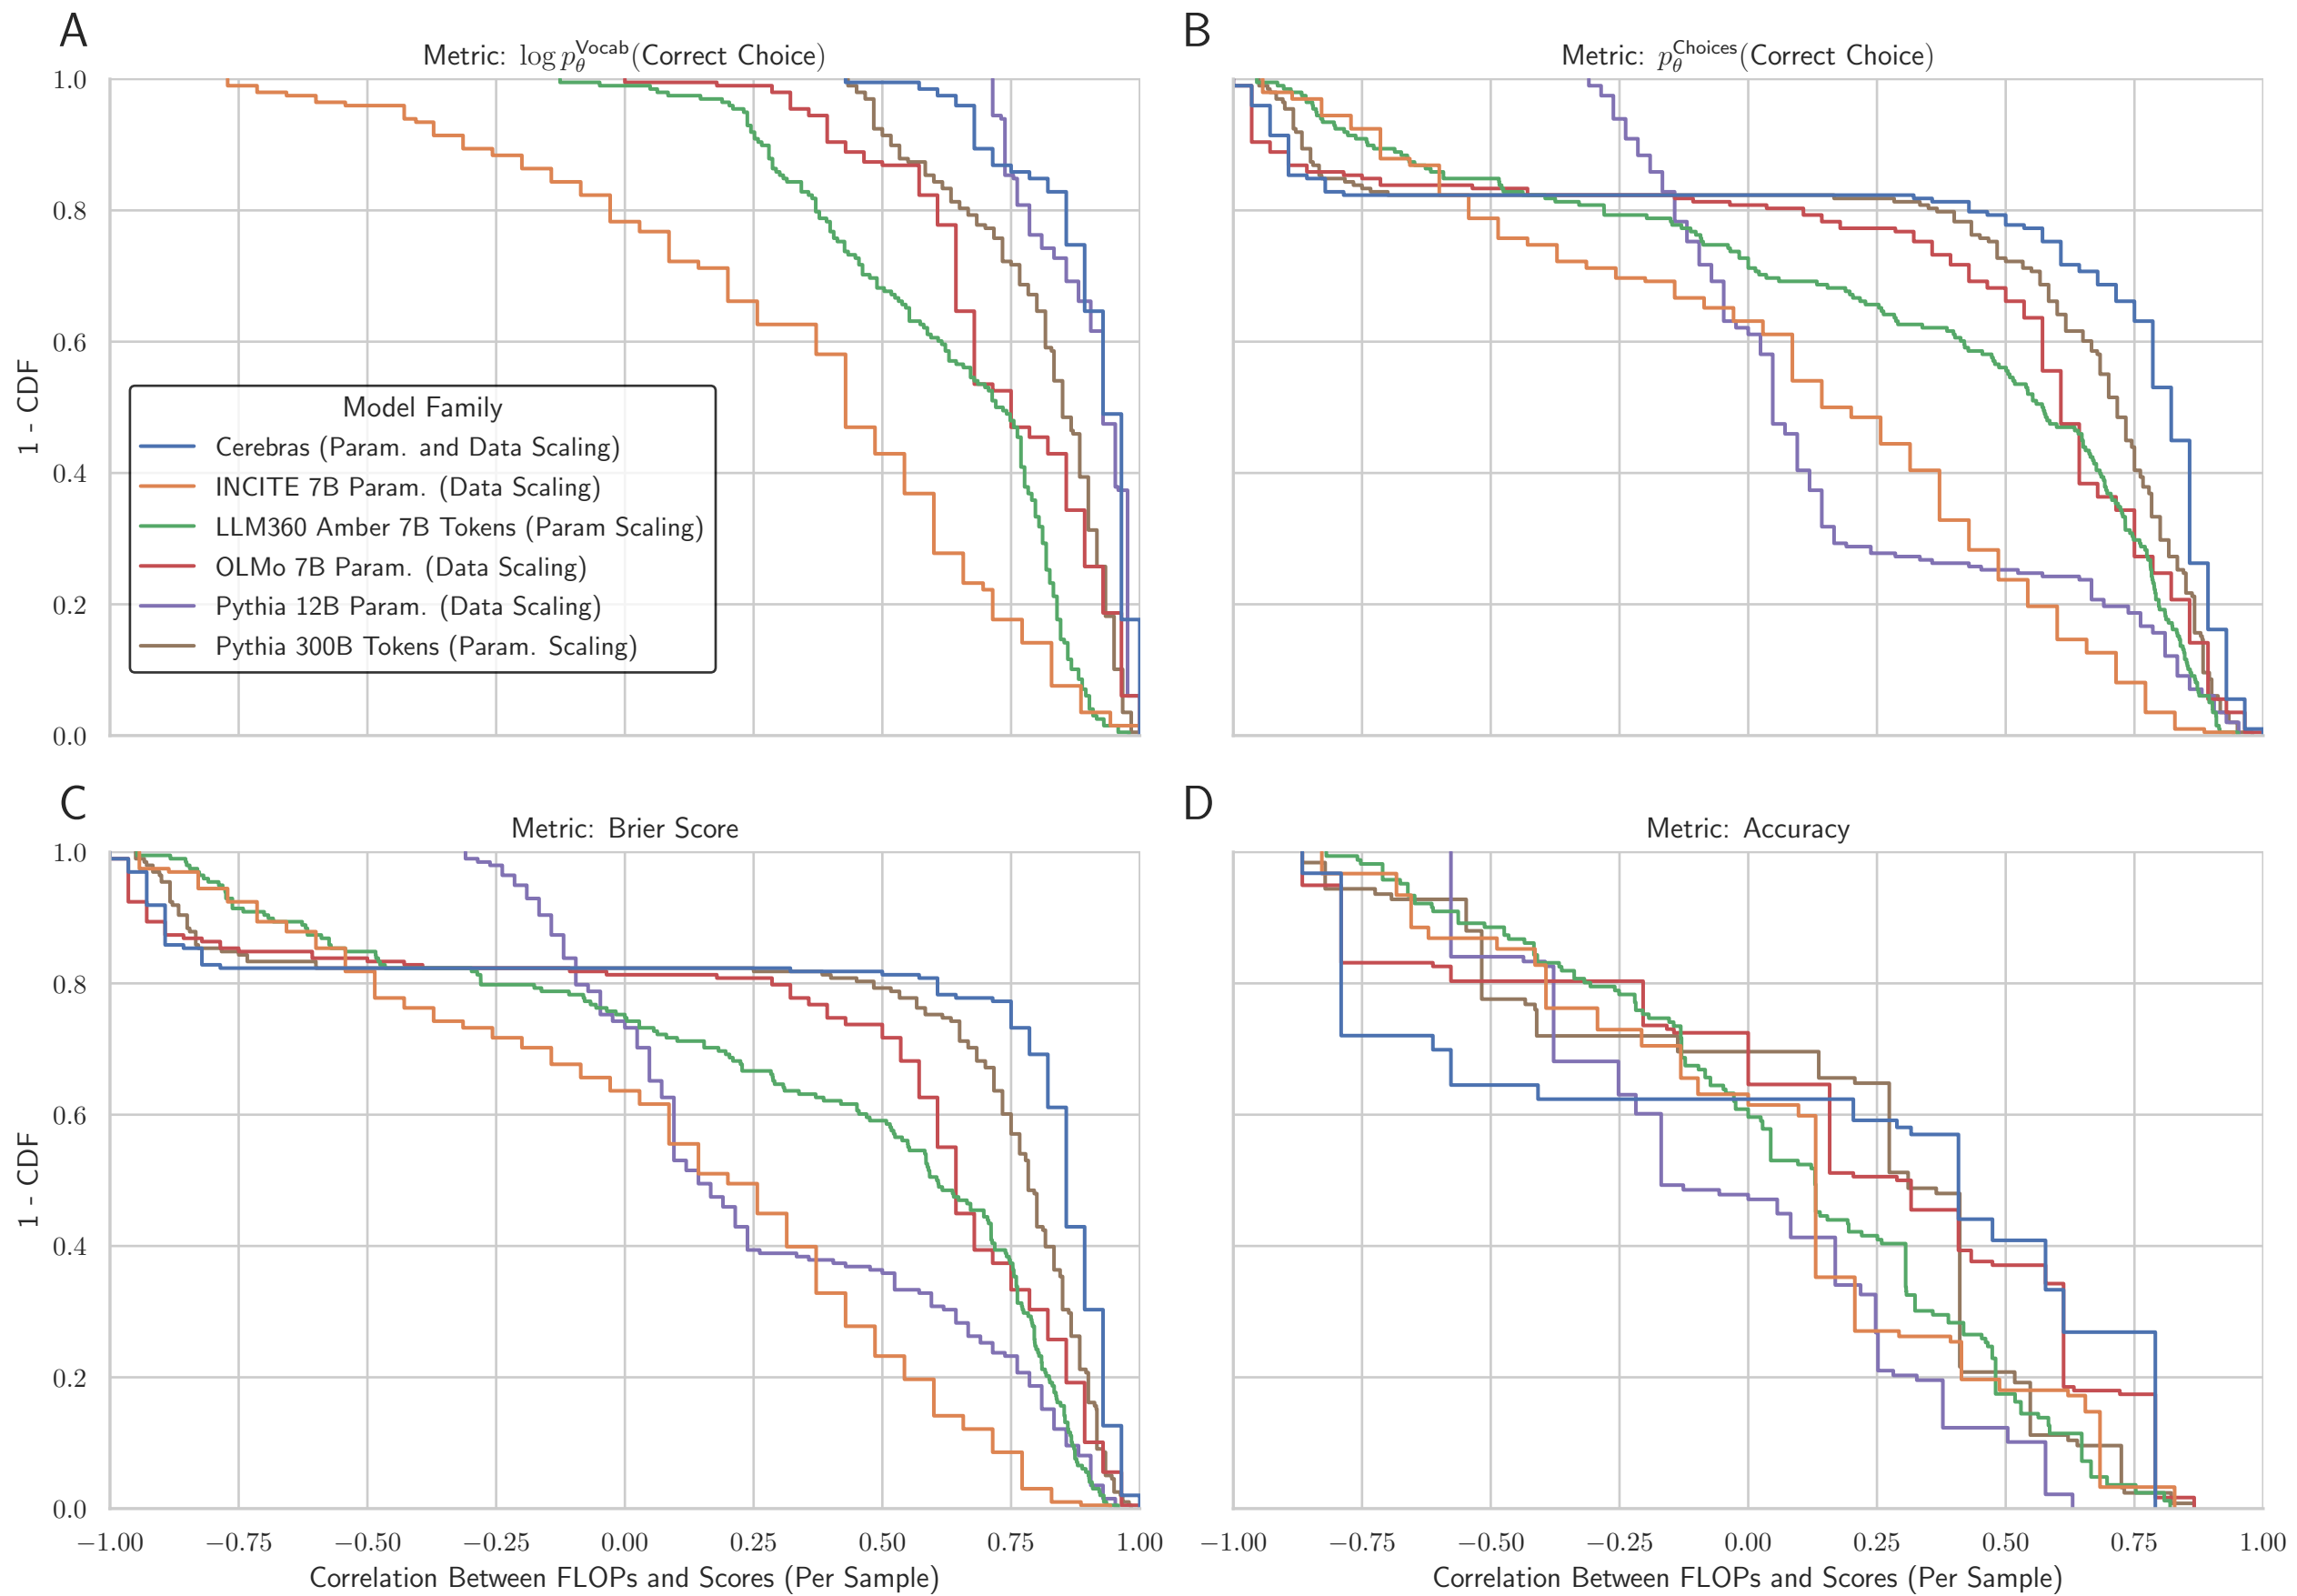 A
Metric: log p_θ^Vocab(Correct Choice)
B
Metric: p_θ^Choices(Correct Choice)
1.0
0.8
0.6
0.4
0.2
0.0
1 - CDF
Model Family
Cerebras (Param. and Data Scaling)
INCITE 7B Param. (Data Scaling)
LLM360 Amber 7B Tokens (Param Scaling)
OLMo 7B Param. (Data Scaling)
Pythia 12B Param. (Data Scaling)
Pythia 300B Tokens (Param. Scaling)
C
Metric: Brier Score
D
Metric: Accuracy
1.0
0.8
0.6
0.4
0.2
0.0
1 - CDF
−1.00 −0.75 −0.50 −0.25 0.00 0.25 0.50 0.75 1.00
Correlation Between FLOPs and Scores (Per Sample)
−1.00 −0.75 −0.50 −0.25 0.00 0.25 0.50 0.75 1.00
Correlation Between FLOPs and Scores (Per Sample)